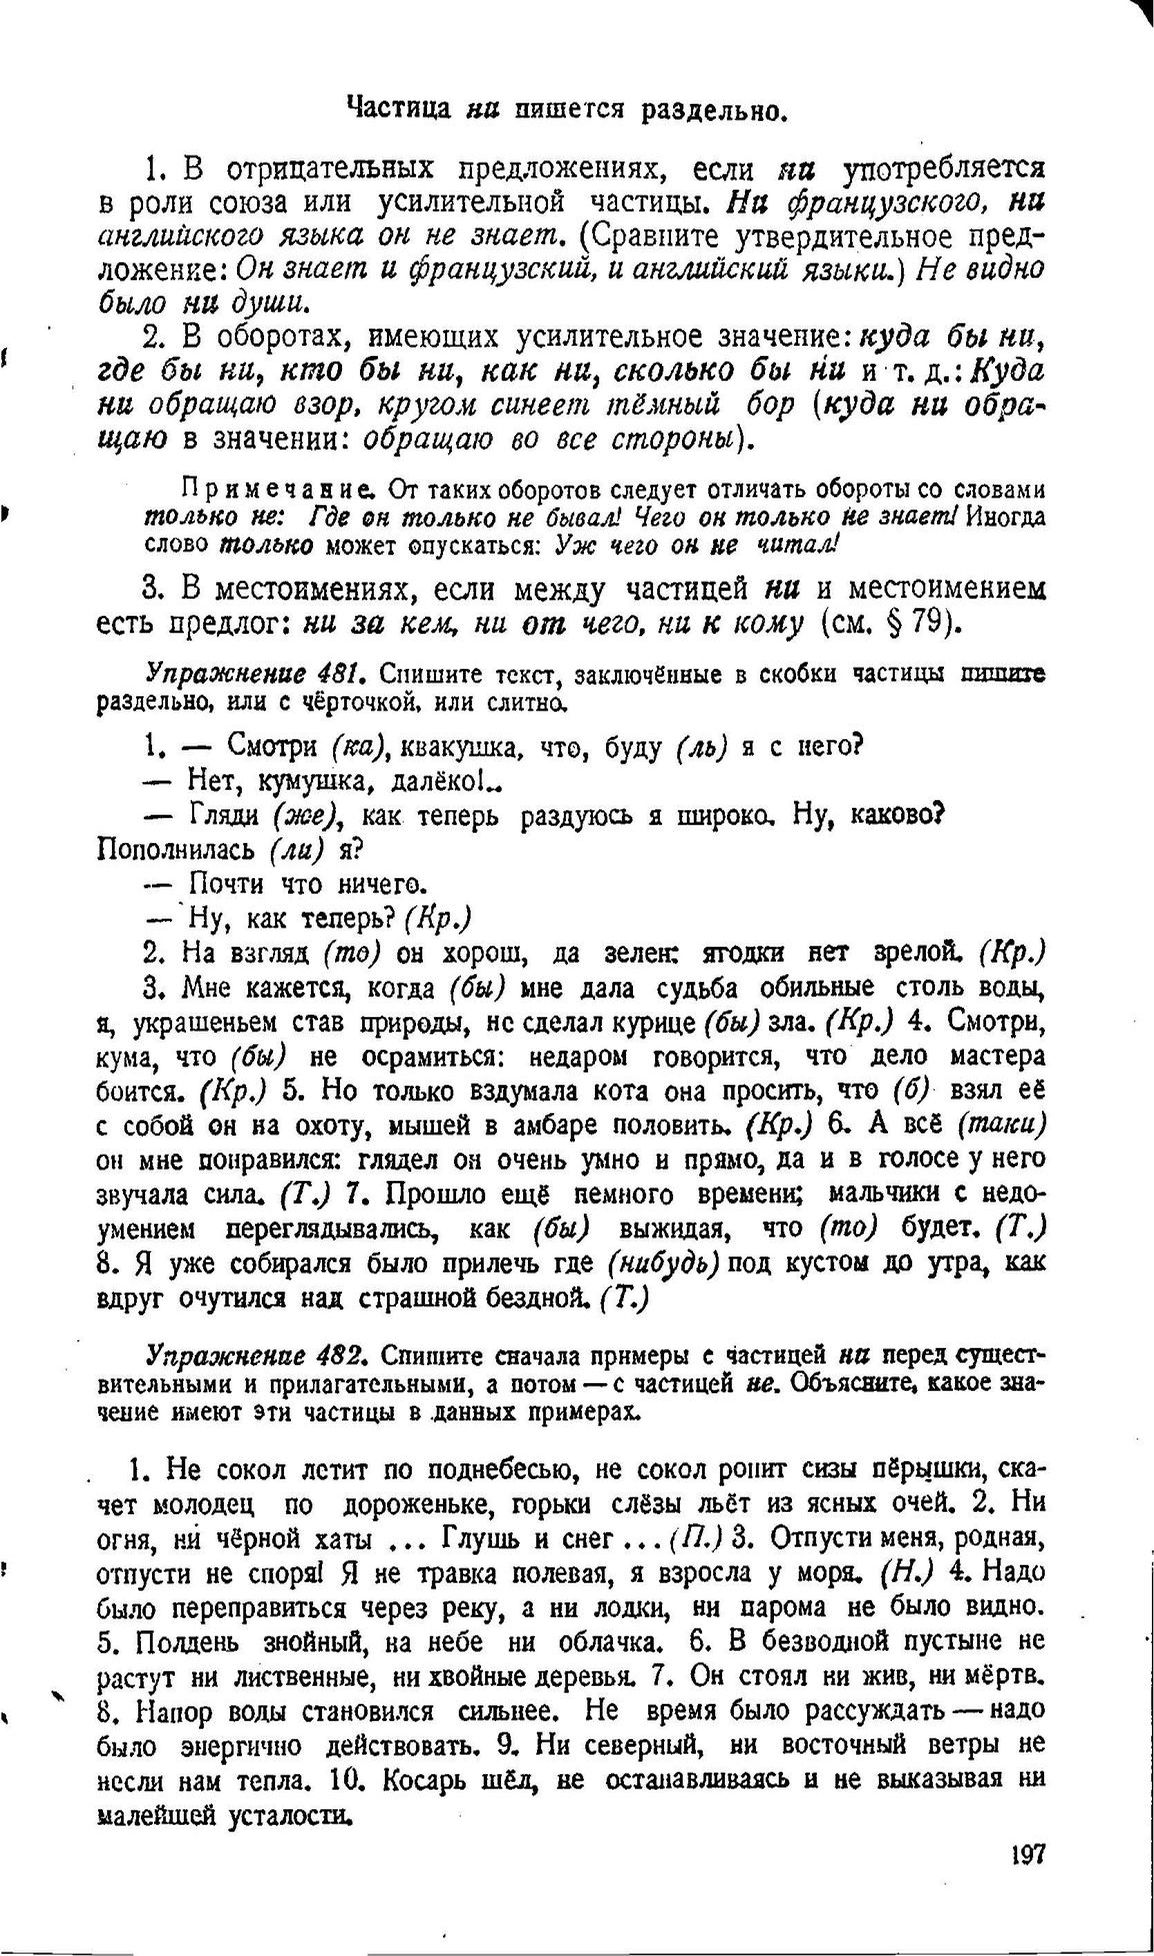 Частица ни пишется раздельно.
1. В отрицательных предложениях, если ни употребляется
в роли союза или усилительной частицы. Ни французского, ни
английского языка он не знает. (Сравните утвердительное пред-
ложение: Он знает и французский, и английский языки.) Не видно
было ни души.
2. В оборотах, имеющих усилительное значение: куда бы ни,
где бы ни, кто бы ни, как ни, сколько бы ни и т. д.: Куда
ни обращаю взор, кругом синеет тёмный бор (куда ни обра-
щаю в значении: обращаю во все стороны).
Примечание. От таких оборотов следует отличать обороты со словами
только не: Где он только не бывал! Чего он только не знает! Иногда
слово только может опускаться: Уж чего он не читал!
3. В местоимениях, если между частицей ни и местоимением
есть предлог: ни за кем, ни от чего, ни к кому (см. § 79).
Упражнение 481. Спишите текст, заключённые в скобки частицы пишите
раздельно, или с чёрточкой, или слитно.
1. — Смотри (ка), квакушка, что, буду (ль) я с него?
— Нет, кумушка, далёко!..
— Гляди (же), как теперь раздуюсь я широко. Ну, каково?
Пополнилась (ли) я?
— Почти что ничего.
— Ну, как теперь? (Кр.)
2. На взгляд (то) он хорош, да зелен: ягодки нет зрелой. (Кр.)
3. Мне кажется, когда (бы) мне дала судьба обильные столь воды,
я, украшеньем став природы, не сделал курице (бы) зла. (Кр.) 4. Смотри,
кума, что (бы) не осрамиться: недаром говорится, что дело мастера
боится. (Кр.) 5. Но только вздумала кота она просить, что (б) взял её
с собой он на охоту, мышей в амбаре половить. (Кр.) 6. А всё (таки)
он мне понравился: глядел он очень умно и прямо, да и в голосе у него
звучала сила. (Т.) 7. Прошло ещё немного времени; мальчики с недо-
умением переглядывались, как (бы) выжидая, что (то) будет. (Т.)
8. Я уже собирался было прилечь где (нибудь) под кустом до утра, как
вдруг очутился над страшной бездной. (Т.)
Упражнение 482. Спишите сначала примеры с частицей ни перед сущест-
вительными и прилагательными, а потом — с частицей не. Объясните, какое зна-
чение имеют эти частицы в данных примерах.
1. Не сокол летит по поднебесью, не сокол ронит сизы пёрышки, ска-
чет молодец по дороженьке, горьки слёзы льёт из ясных очей. 2. Ни
огня, ни чёрной хаты ... Глушь и снег ... (П.) 3. Отпусти меня, родная,
отпусти не споря! Я не травка полевая, я взросла у моря. (Н.) 4. Надо
было переправиться через реку, а ни лодки, ни парома не было видно.
5. Полдень знойный, на небе ни облачка. 6. В безводной пустыне не
растут ни лиственные, ни хвойные деревья. 7. Он стоял ни жив, ни мёртв.
8. Напор воды становился сильнее. Не время было рассуждать — надо
было энергично действовать. 9. Ни северный, ни восточный ветры не
несли нам тепла. 10. Косарь шёл, не останавливаясь и не выказывая ни
малейшей усталости.
197